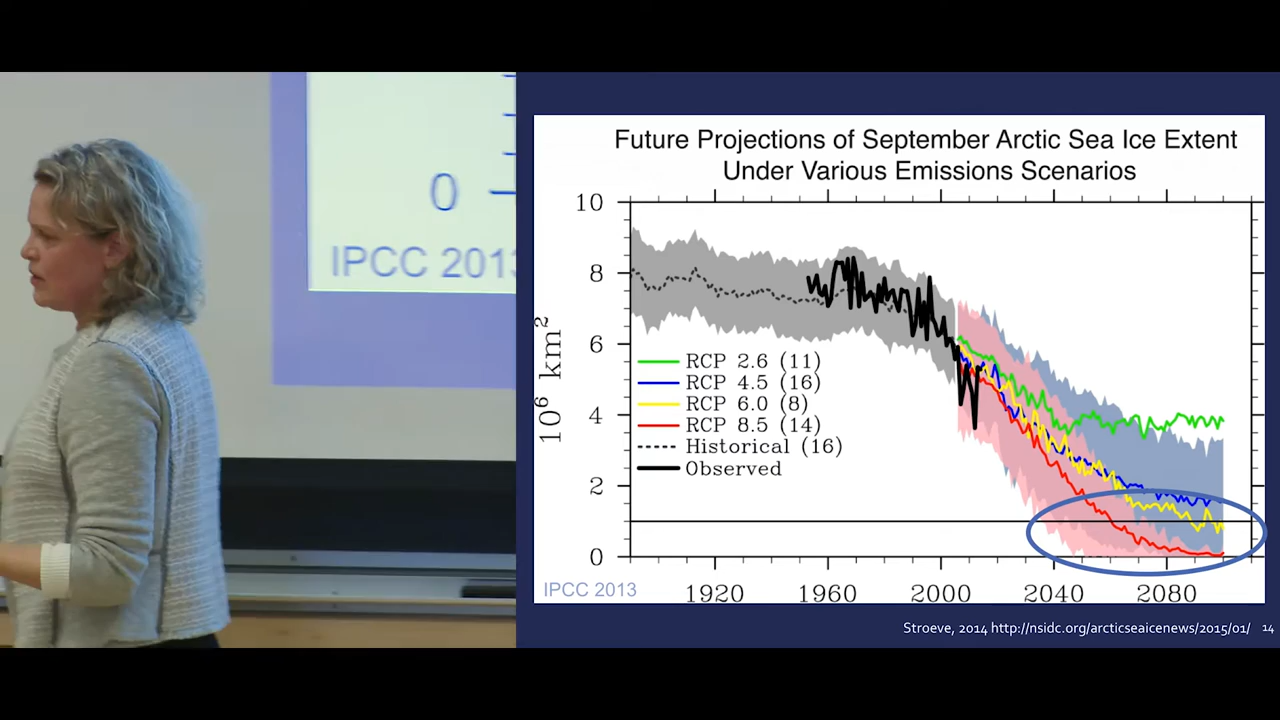 0
IPCC 201
Future Projections of September Arctic Sea Ice Extent
Under Various Emissions Scenarios
10
8
6
4
2
0
10⁶ km²
RCP 2.6 (11)
RCP 4.5 (16)
RCP 6.0 (8)
RCP 8.5 (14)
Historical (16)
Observed
IPCC 2013
1920 1960 2000 2040 2080
Stroeve, 2014 http://nsidc.org/arcticseaicenews/2015/01/ 14